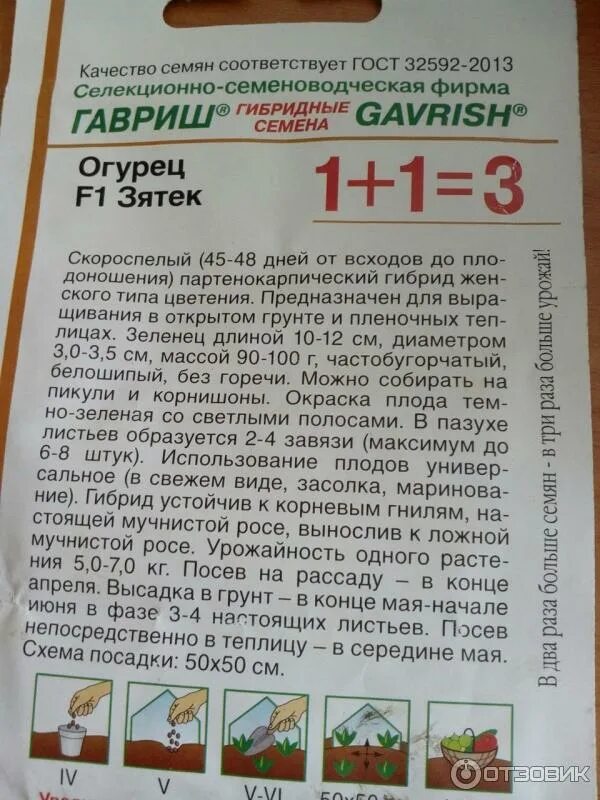 Качество семян соответствует ГОСТ 32592-2013
Селекционно-семеноводческая фирма
ГАВРИШ® ГИБРИДНЫЕ СЕМЕНА GAVRISH®
Огурец
F1 Зятек
1+1=3
Скороспелый (45-48 дней от всходов до пло-
доношения) партенокарпический гибрид жен-
ского типа цветения. Предназначен для выра-
щивания в открытом грунте и пленочных теп-
лицах. Зеленец длиной 10-12 см, диаметром
3,0-3,5 см, массой 90-100 г, частобугорчатый,
белошипый, без горечи. Можно собирать на
пикули и корнишоны. Окраска плода тем-
но-зеленая со светлыми полосами. В пазухе
листьев образуется 2-4 завязи (максимум до
6-8 штук). Использование плодов универ-
сальное (в свежем виде, засолка, маринова-
ние). Гибрид устойчив к корневым гнилям, на-
стоящей мучнистой росе, вынослив к ложной
мучнистой росе. Урожайность одного расте-
ния 5,0-7,0 кг. Посев на рассаду – в конце
апреля. Высадка в грунт – в конце мая-начале
июня в фазе 3-4 настоящих листьев. Посев
непосредственно в теплицу – в середине мая.
Схема посадки: 50х50 см.
В два раза больше семян - в три раза больше урожай!
IV
V
V-VI
50х50
ОТЗОВИК